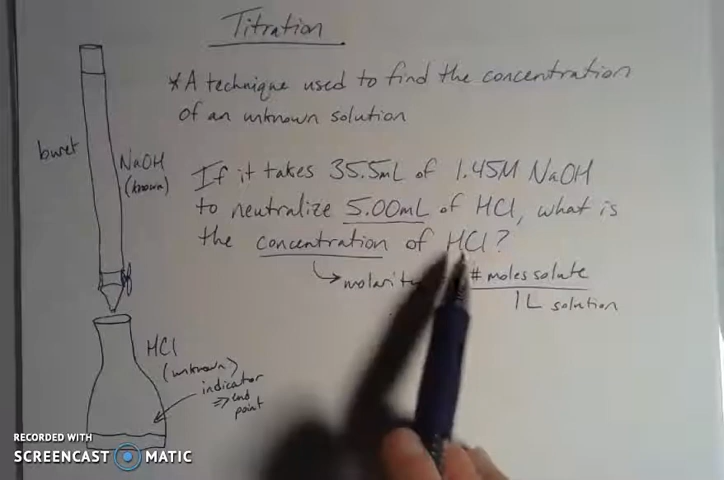 Titration
* A technique used to find the concentration
of an unknown solution
buret
NaOH
(known)
If it takes 35.5mL of 1.45M NaOH
to neutralize 5.00mL of HCl, what is
the concentration of HCl?
# moles solute
1L solution
HCl
(unknown)
indicator
⇒ end
point
RECORDED WITH
SCREENCAST MATIC